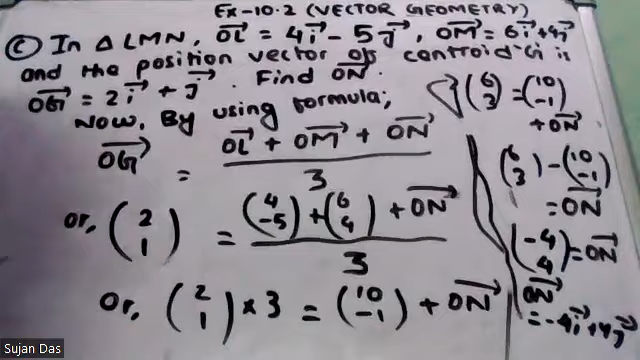 Ex-10.2 (VECTOR GEOMETRY)
Ⓒ In △ LMN, OL→ = 4i→ - 5j→, OM→ = 6i→+4j→
and the position vector of centroid G is
OG→ = 2i→ + j→. Find ON→.
Now, By using formula;
OG→ = (OL→ + OM→ + ON→)/3
or, (2 1) = ((4 -5) + (6 4) + ON→)/3
Or, (2 1) × 3 = (10 -1) + ON→
(6 3) = (10 -1)
+ ON→
(6 3) - (10 -1)
= ON→
(-4 4) = ON→
ON→
= -4i→+4j→
Sujan Das